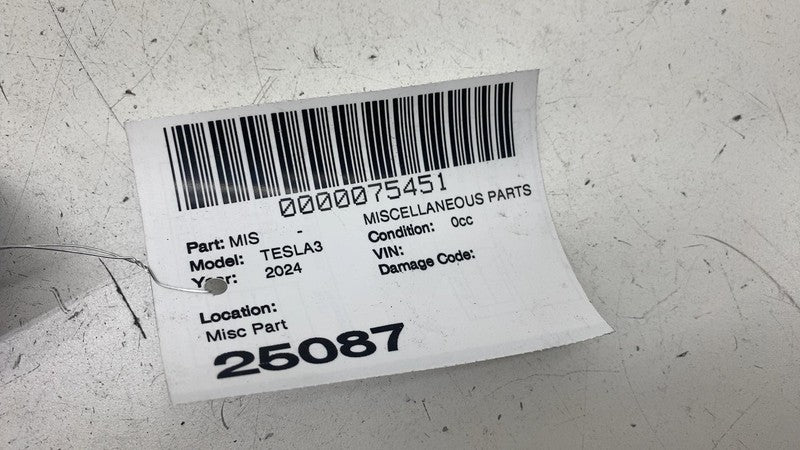 0000075451
Part: MIS - MISCELLANEOUS PARTS
Model: TESLA3 Condition: 0cc
Year: 2024 VIN:
Damage Code:
Location:
Misc Part
25087